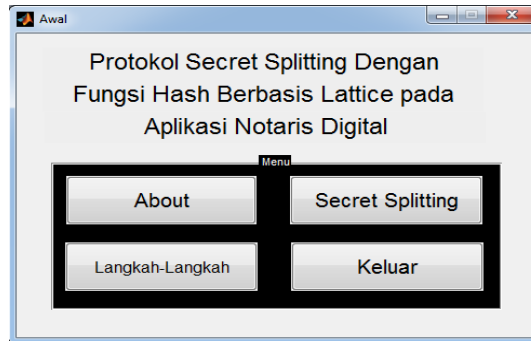 Awal
Protokol Secret Splitting Dengan
Fungsi Hash Berbasis Lattice pada
Aplikasi Notaris Digital
Menu
About
Secret Splitting
Langkah-Langkah
Keluar